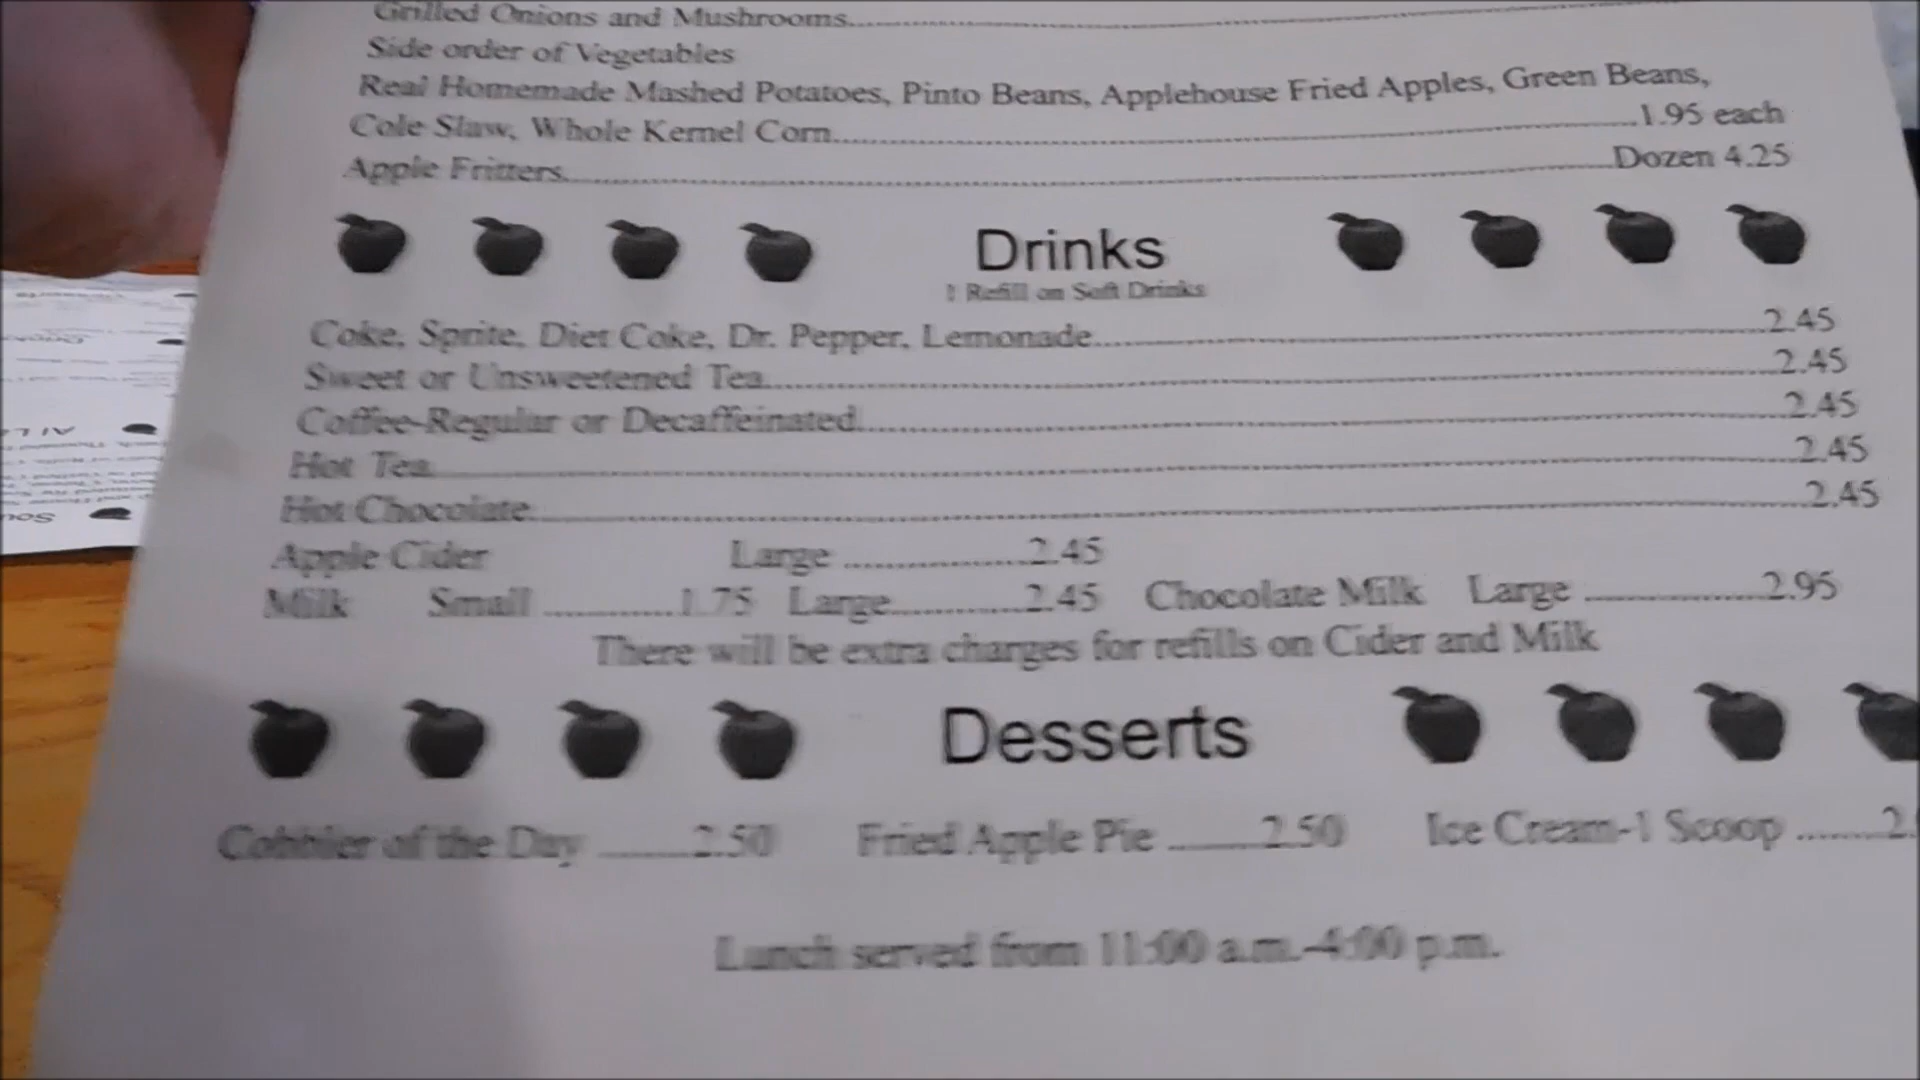 Grilled Onions and Mushrooms
Side order of Vegetables
Real Homemade Mashed Potatoes, Pinto Beans, Applehouse Fried Apples, Green Beans,
Cole Slaw, Whole Kernel Corn 1.95 each
Apple Fritters Dozen 4.25
Drinks
1 Refill on Soft Drinks
Coke, Sprite, Diet Coke, Dr. Pepper, Lemonade 2.45
Sweet or Unsweetened Tea 2.45
Coffee-Regular or Decaffeinated 2.45
Hot Tea 2.45
Hot Chocolate 2.45
Apple Cider Large 2.45
Milk Small 1.75 Large 2.45 Chocolate Milk Large 2.95
There will be extra charges for refills on Cider and Milk
Desserts
Cobbler of the Day 2.50 Fried Apple Pie 2.50 Ice Cream-1 Scoop
Lunch served from 11:00 a.m.-4:00 p.m.